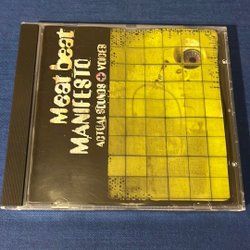 Meat beat
MANIFESTO
ACTUAL SOUNDS + VOICES